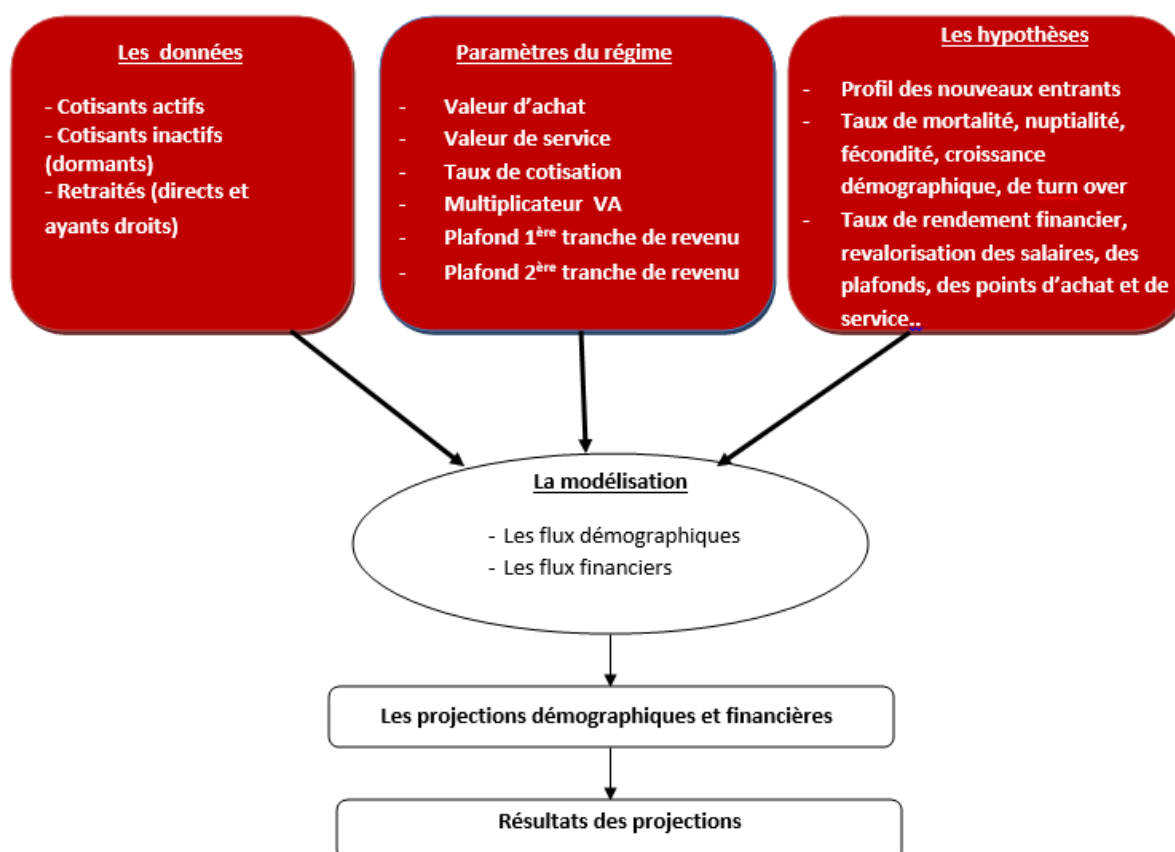 Les données
- Cotisants actifs
- Cotisants inactifs
(dormants)
- Retraités (directs et
ayants droits)
Paramètres du régime
- Valeur d'achat
- Valeur de service
- Taux de cotisation
- Multiplicateur VA
- Plafond 1ère tranche de revenu
- Plafond 2ère tranche de revenu
Les hypothèses
- Profil des nouveaux entrants
- Taux de mortalité, nuptialité,
fécondité, croissance
démographique, de turn over
- Taux de rendement financier,
revalorisation des salaires, des
plafonds, des points d'achat et de
service..
La modélisation
- Les flux démographiques
- Les flux financiers
Les projections démographiques et financières
Résultats des projections